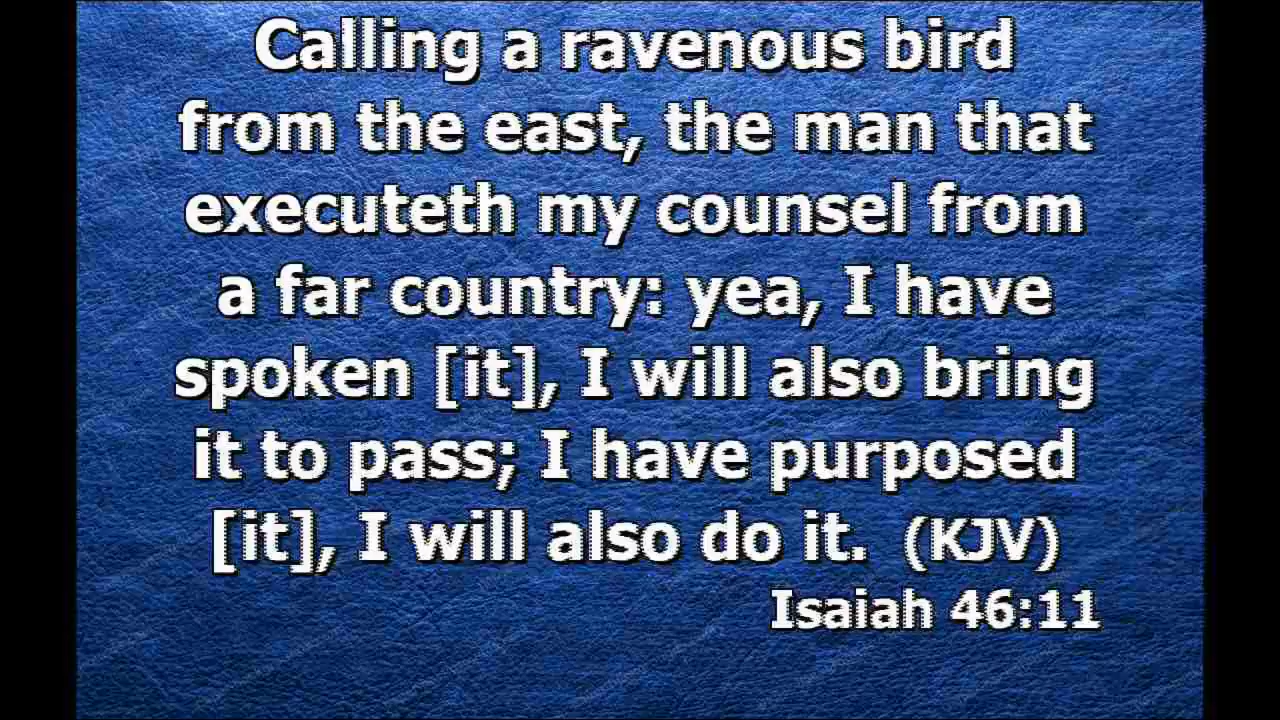 Calling a ravenous bird
from the east, the man that
executeth my counsel from
a far country: yea, I have
spoken [it], I will also bring
it to pass; I have purposed
[it], I will also do it. (KJV)
Isaiah 46:11